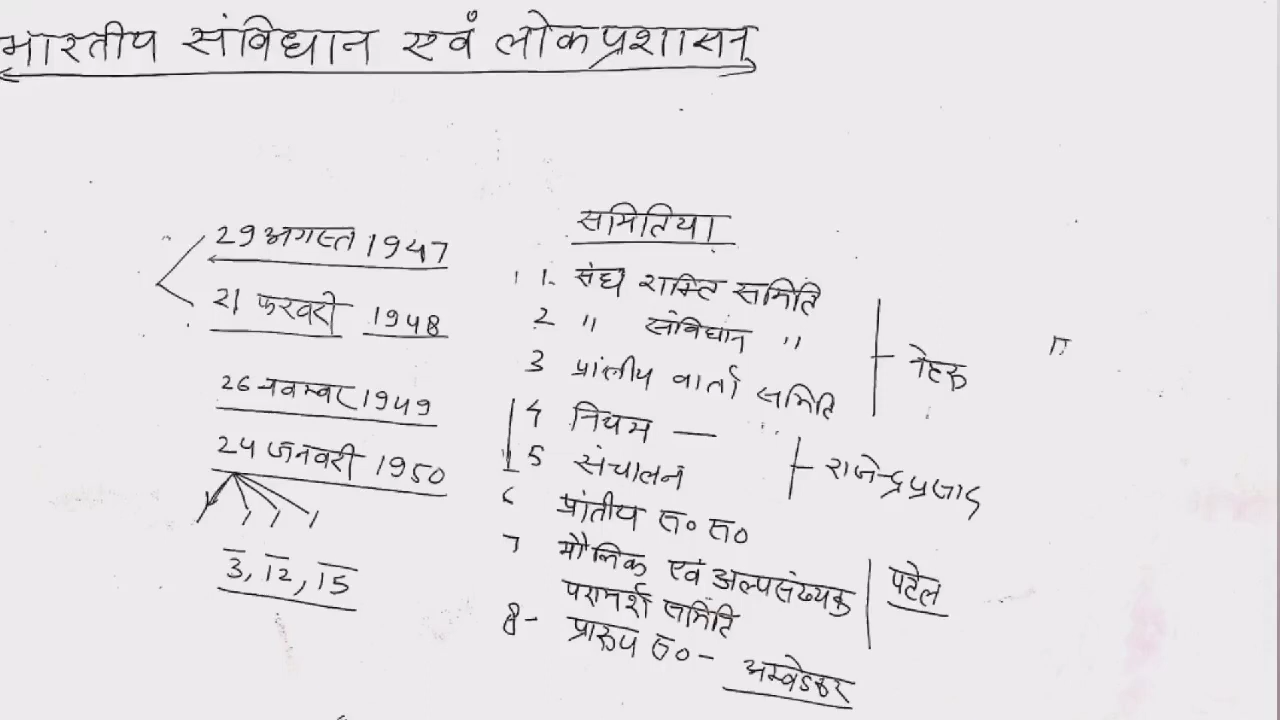 भारतीय संविधान एवं लोकप्रशासन
29 अगस्त 1947
21 फरवरी 1948
26 नवम्बर 1949
24 जनवरी 1950
3, 12, 15
समितिया
1. संघ शक्ति समिति
2 " संविधान "
3 प्रांतीय वार्ता समिति
नेहरू
4 नियम —
5 संचालन
राजेन्द्र प्रसाद
6 प्रांतीय स० स०
7 मौलिक एवं अल्पसंख्यक
परामर्श समिति
पटेल
8- प्रारूप स० - अम्बेडकर